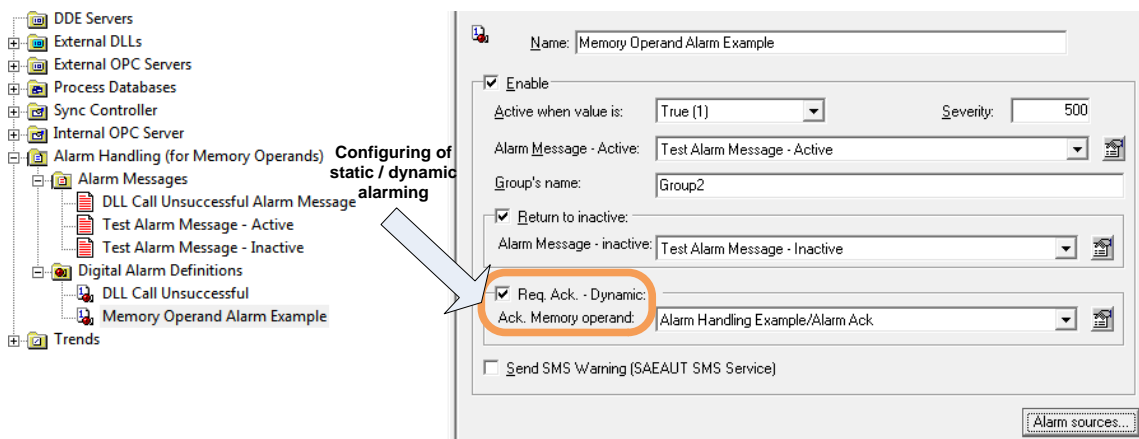 DDE Servers
External DLLs
External OPC Servers
Process Databases
Sync Controller
Internal OPC Server
Alarm Handling (for Memory Operands)
Alarm Messages
DLL Call Unsuccessful Alarm Message
Test Alarm Message - Active
Test Alarm Message - Inactive
Digital Alarm Definitions
DLL Call Unsuccessful
Memory Operand Alarm Example
Trends
Configuring of
static / dynamic
alarming
Name: Memory Operand Alarm Example
Enable
Active when value is: True (1) Severity: 500
Alarm Message - Active: Test Alarm Message - Active
Group's name: Group2
Return to inactive:
Alarm Message - inactive: Test Alarm Message - Inactive
Req. Ack. - Dynamic:
Ack. Memory operand: Alarm Handling Example/Alarm Ack
Send SMS Warning (SAEAUT SMS Service)
Alarm sources...